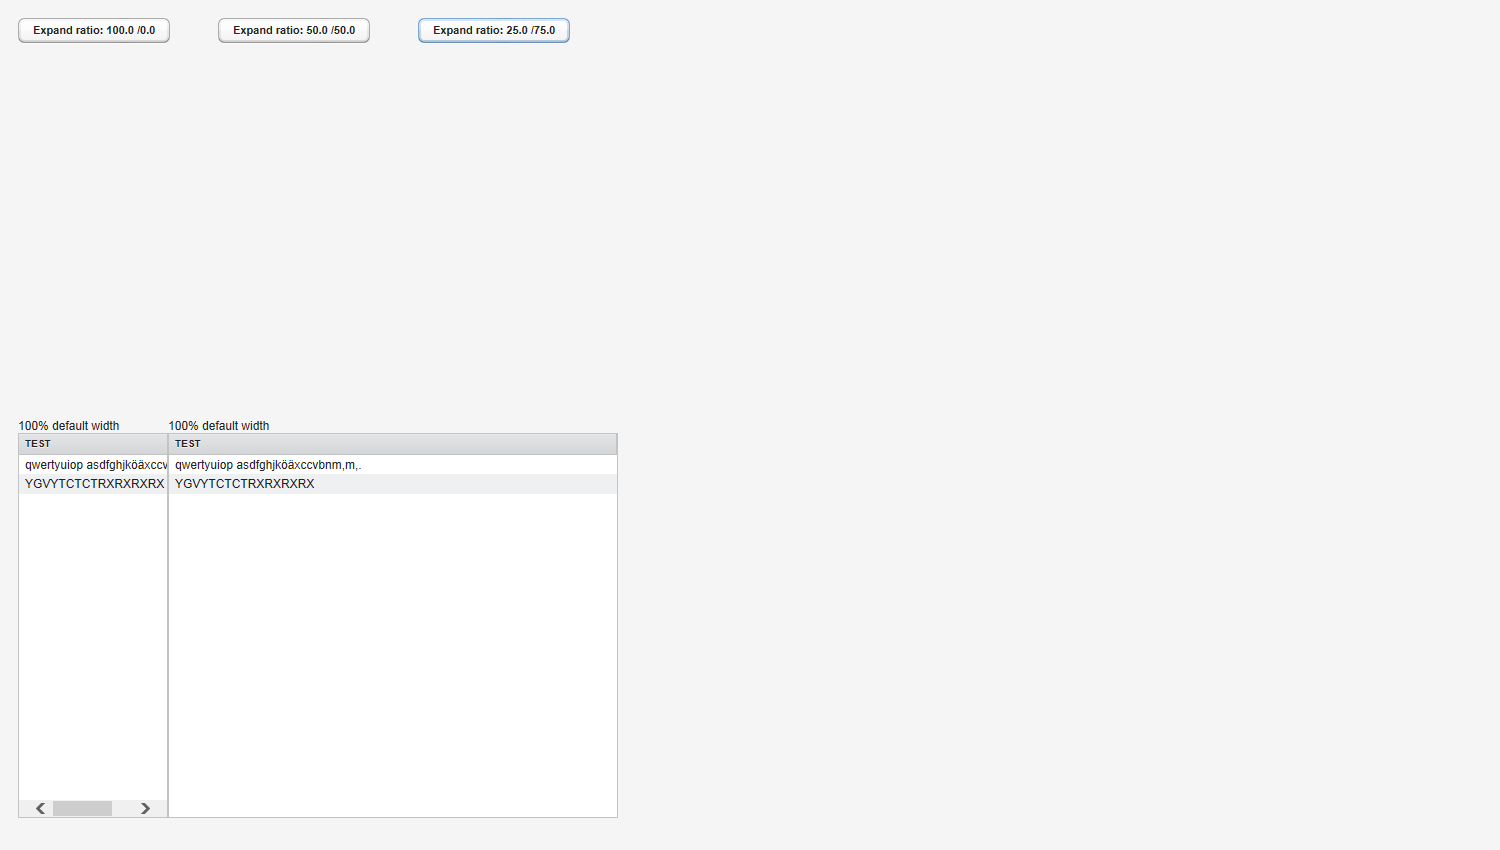 Expand ratio: 100.0 /0.0
Expand ratio: 50.0 /50.0
Expand ratio: 25.0 /75.0
100% default width
100% default width
TEST
TEST
qwertyuiop asdfghjköäxccv
qwertyuiop asdfghjköäxccvbnm,m,.
YGVYTCTCTRXRXRXRX
YGVYTCTCTRXRXRXRX